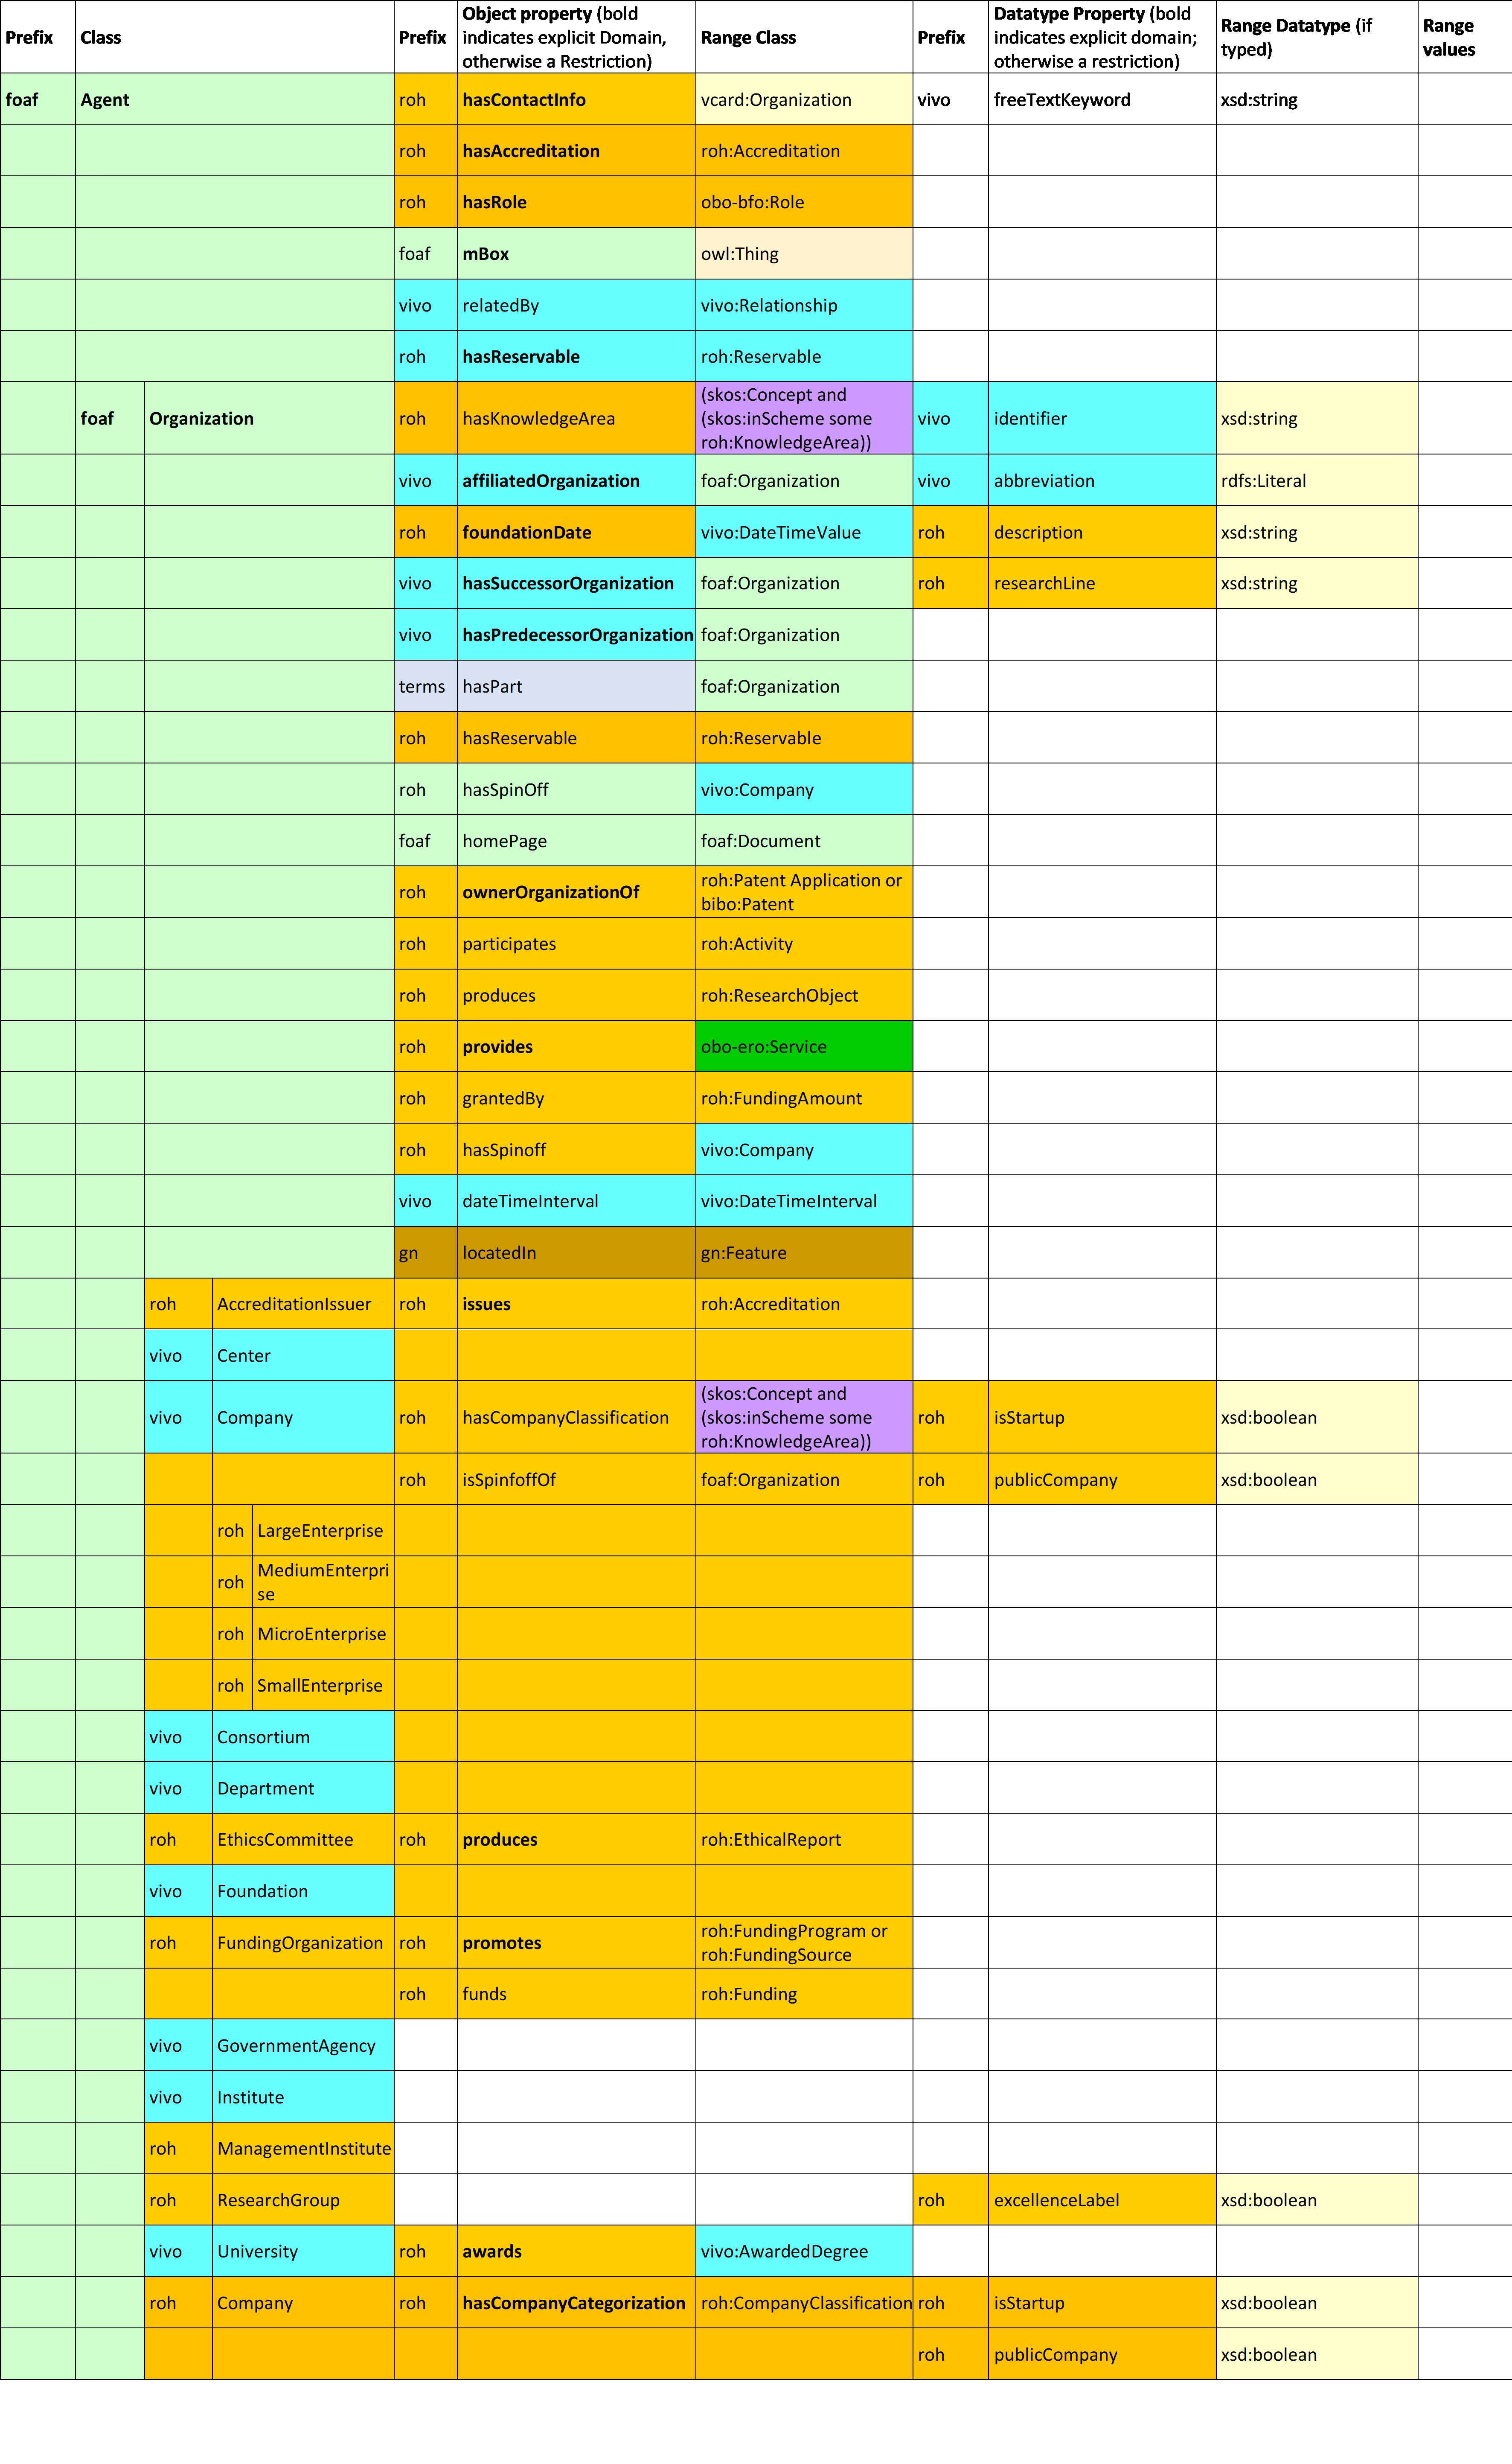 Prefix Class Prefix Object property (bold indicates explicit Domain, otherwise a Restriction) Range Class Prefix Datatype Property (bold indicates explicit domain; otherwise a restriction) Range Datatype (if typed) Range values
foaf Agent roh hasContactInfo vcard:Organization vivo freeTextKeyword xsd:string
roh hasAccreditation roh:Accreditation
roh hasRole obo-bfo:Role
foaf mBox owl:Thing
vivo relatedBy vivo:Relationship
roh hasReservable roh:Reservable
foaf Organization roh hasKnowledgeArea (skos:Concept and (skos:inScheme some roh:KnowledgeArea)) vivo identifier xsd:string
vivo affiliatedOrganization foaf:Organization vivo abbreviation rdfs:Literal
roh foundationDate vivo:DateTimeValue roh description xsd:string
vivo hasSuccessorOrganization foaf:Organization roh researchLine xsd:string
vivo hasPredecessorOrganization foaf:Organization
terms hasPart foaf:Organization
roh hasReservable roh:Reservable
roh hasSpinOff vivo:Company
foaf homePage foaf:Document
roh ownerOrganizationOf roh:Patent Application or bibo:Patent
roh participates roh:Activity
roh produces roh:ResearchObject
roh provides obo-ero:Service
roh grantedBy roh:FundingAmount
roh hasSpinoff vivo:Company
vivo dateTimeInterval vivo:DateTimeInterval
gn locatedIn gn:Feature
roh AccreditationIssuer roh issues roh:Accreditation
vivo Center
vivo Company roh hasCompanyClassification (skos:Concept and (skos:inScheme some roh:KnowledgeArea)) roh isStartup xsd:boolean
roh isSpinfoffOf foaf:Organization roh publicCompany xsd:boolean
roh LargeEnterprise
roh MediumEnterpri
se
roh MicroEnterprise
roh SmallEnterprise
vivo Consortium
vivo Department
roh EthicsCommittee roh produces roh:EthicalReport
vivo Foundation
roh FundingOrganization roh promotes roh:FundingProgram or roh:FundingSource
roh funds roh:Funding
vivo GovernmentAgency
vivo Institute
roh ManagementInstitute
roh ResearchGroup roh excellenceLabel xsd:boolean
vivo University roh awards vivo:AwardedDegree
roh Company roh hasCompanyCategorization roh:CompanyClassification roh isStartup xsd:boolean
roh publicCompany xsd:boolean